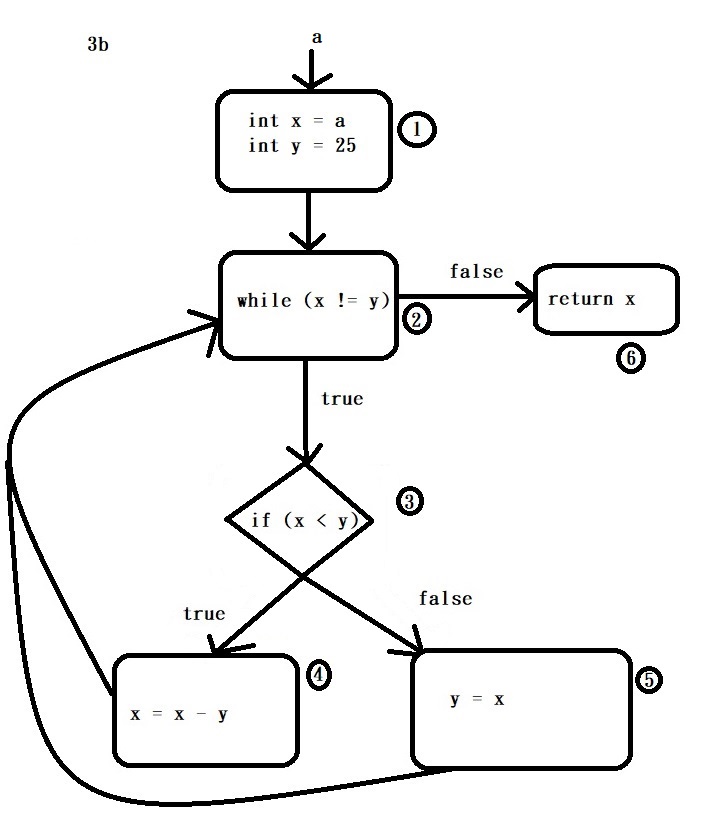 3b
a
int x = a
int y = 25
1
while (x != y)
2
false
return x
6
true
if (x < y)
3
true
false
x = x - y
4
y = x
5